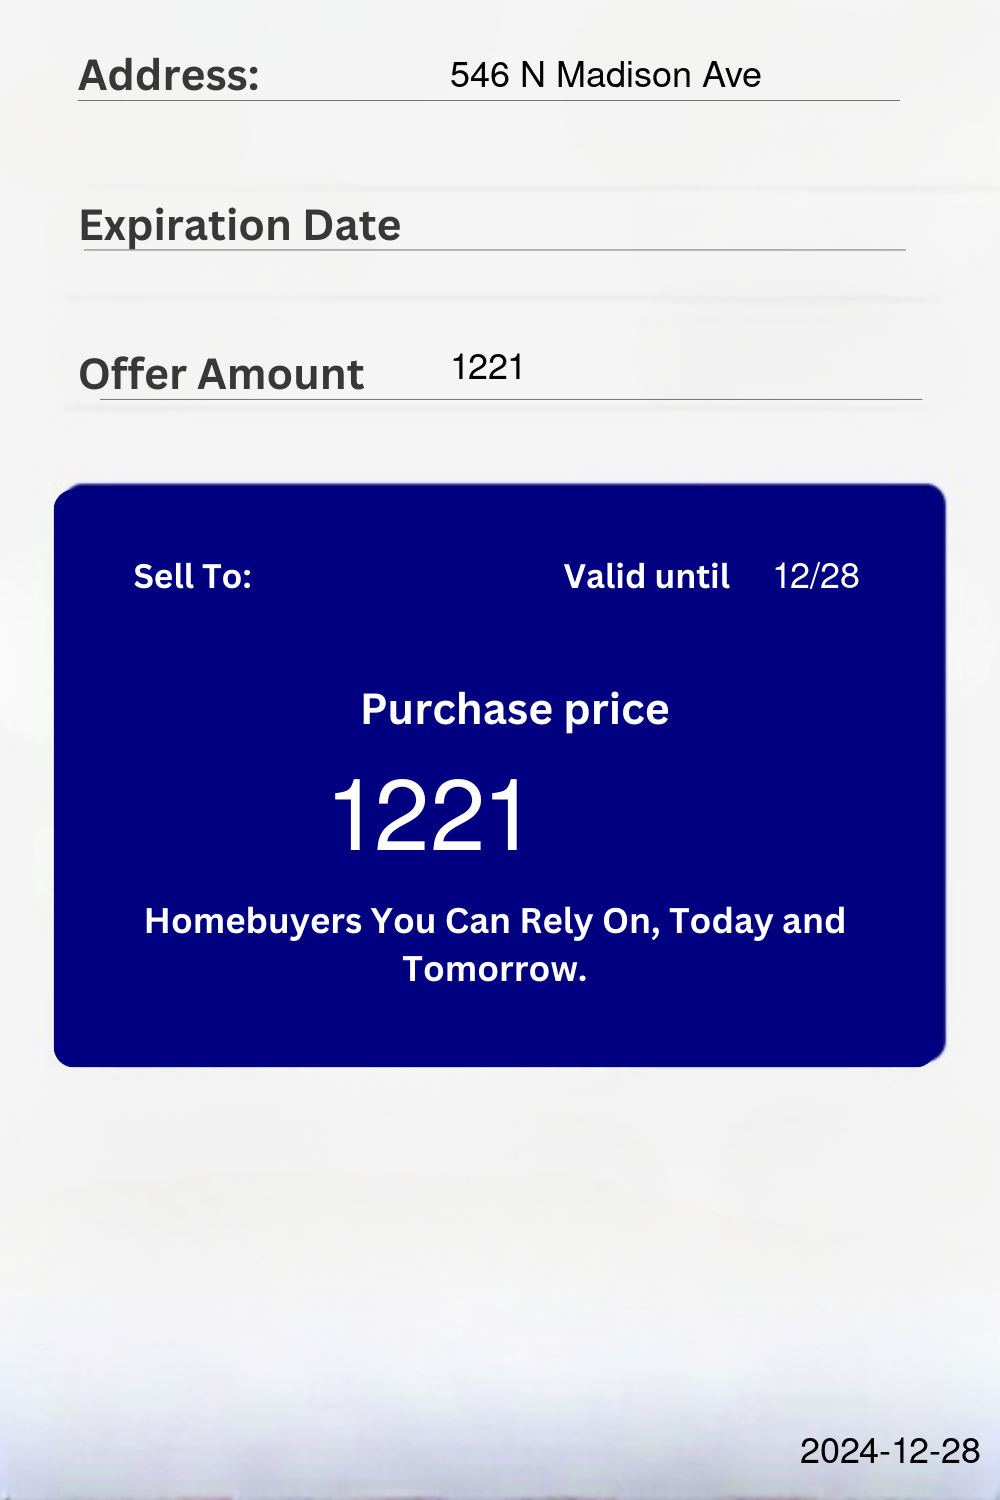 Address: 546 N Madison Ave
Expiration Date
Offer Amount 1221
Sell To: Valid until 12/28
Purchase price
1221
Homebuyers You Can Rely On, Today and
Tomorrow.
2024-12-28